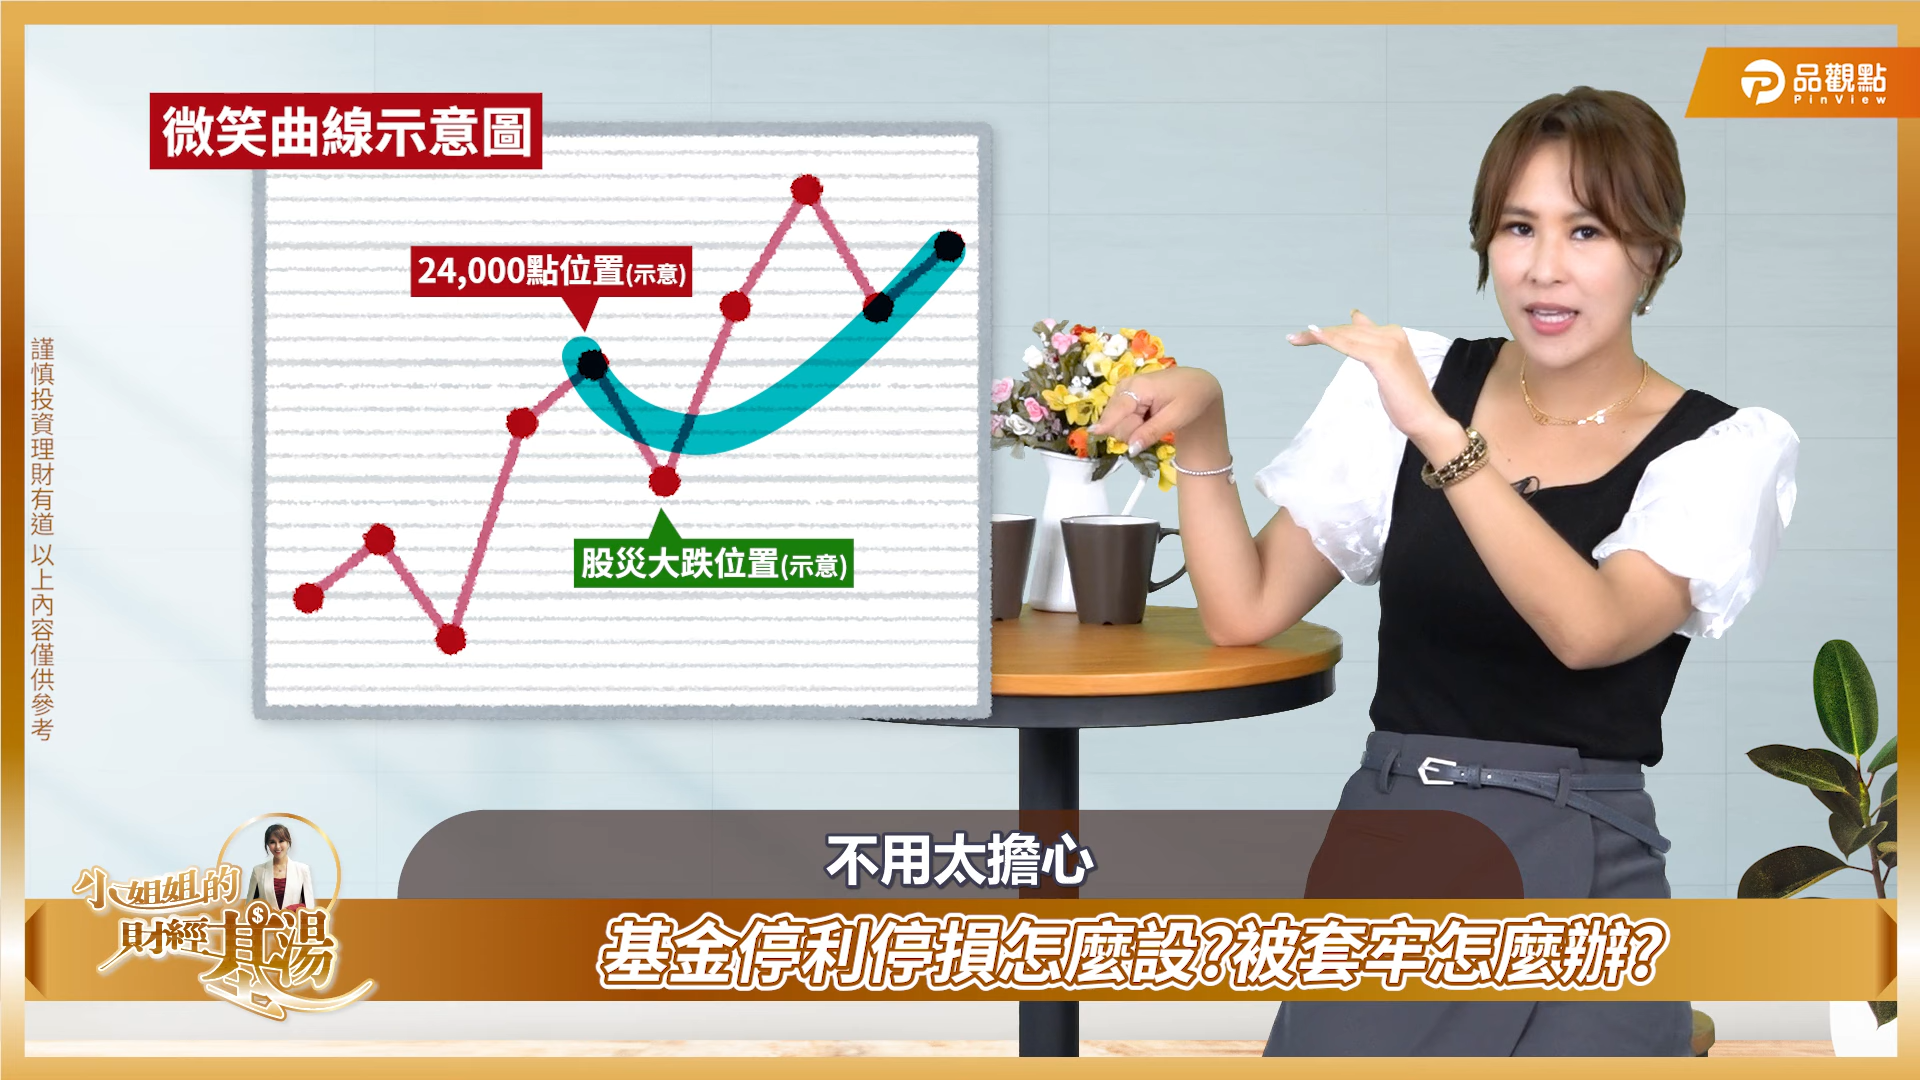 品觀點
PinView
微笑曲線示意圖
24,000點位置(示意)
股災大跌位置(示意)
謹慎投資理財有道 以上內容僅供參考
不用太擔心
小姐姐的
財經基湯
$
基金停利停損怎麼設?被套牢怎麼辦?